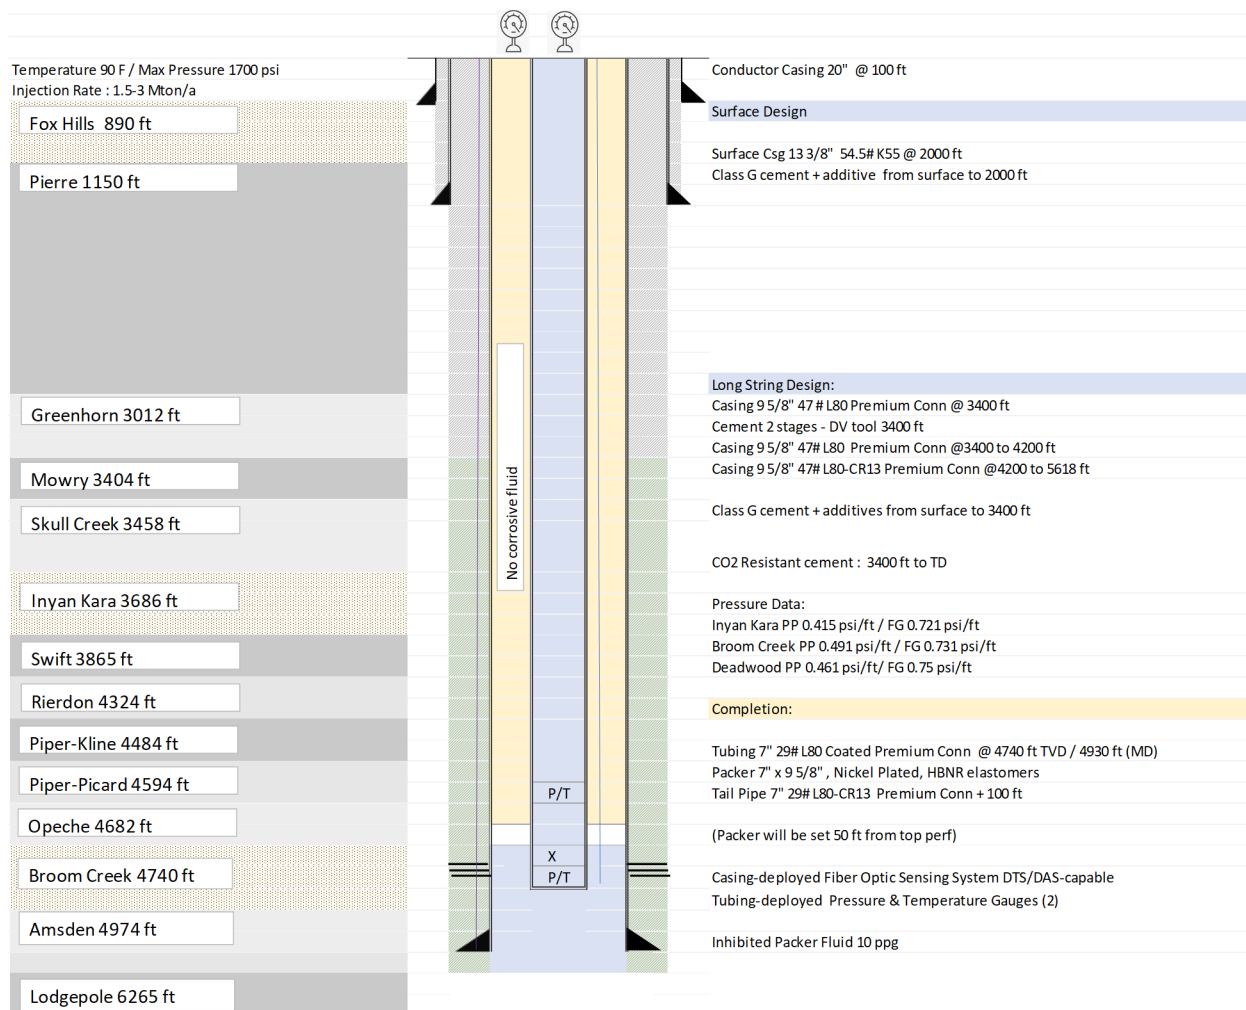 Temperature 90 F / Max Pressure 1700 psi
Injection Rate : 1.5-3 Mton/a
Fox Hills 890 ft
Pierre 1150 ft
Greenhorn 3012 ft
Mowry 3404 ft
Skull Creek 3458 ft
Inyan Kara 3686 ft
Swift 3865 ft
Rierdon 4324 ft
Piper-Kline 4484 ft
Piper-Picard 4594 ft
Opeche 4682 ft
Broom Creek 4740 ft
Amsden 4974 ft
Lodgepole 6265 ft
No corrosive fluid
P/T
X
P/T
Conductor Casing 20" @ 100 ft
Surface Design
Surface Csg 13 3/8" 54.5# K55 @ 2000 ft
Class G cement + additive from surface to 2000 ft
Long String Design:
Casing 9 5/8" 47 # L80 Premium Conn @ 3400 ft
Cement 2 stages - DV tool 3400 ft
Casing 9 5/8" 47# L80 Premium Conn @3400 to 4200 ft
Casing 9 5/8" 47# L80-CR13 Premium Conn @4200 to 5618 ft
Class G cement + additives from surface to 3400 ft
CO2 Resistant cement : 3400 ft to TD
Pressure Data:
Inyan Kara PP 0.415 psi/ft / FG 0.721 psi/ft
Broom Creek PP 0.491 psi/ft / FG 0.731 psi/ft
Deadwood PP 0.461 psi/ft/ FG 0.75 psi/ft
Completion:
Tubing 7" 29# L80 Coated Premium Conn @ 4740 ft TVD / 4930 ft (MD)
Packer 7" x 9 5/8" , Nickel Plated, HBNR elastomers
Tail Pipe 7" 29# L80-CR13 Premium Conn + 100 ft
(Packer will be set 50 ft from top perf)
Casing-deployed Fiber Optic Sensing System DTS/DAS-capable
Tubing-deployed Pressure & Temperature Gauges (2)
Inhibited Packer Fluid 10 ppg